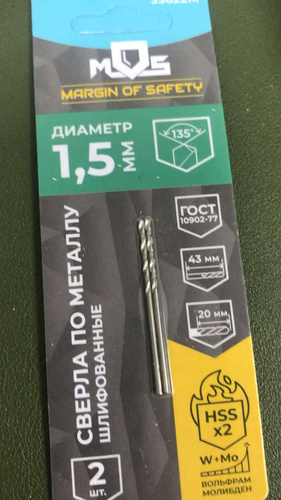 MOS
MARGIN OF SAFETY
ДИАМЕТР
1,5 ММ
135°
ГОСТ
10902-77
43 мм
20 мм
СВЕРЛА ПО МЕТАЛЛУ
ШЛИФОВАННЫЕ
2
шт.
HSS
x2
W+Mo
ВОЛЬФРАМ
МОЛИБДЕН